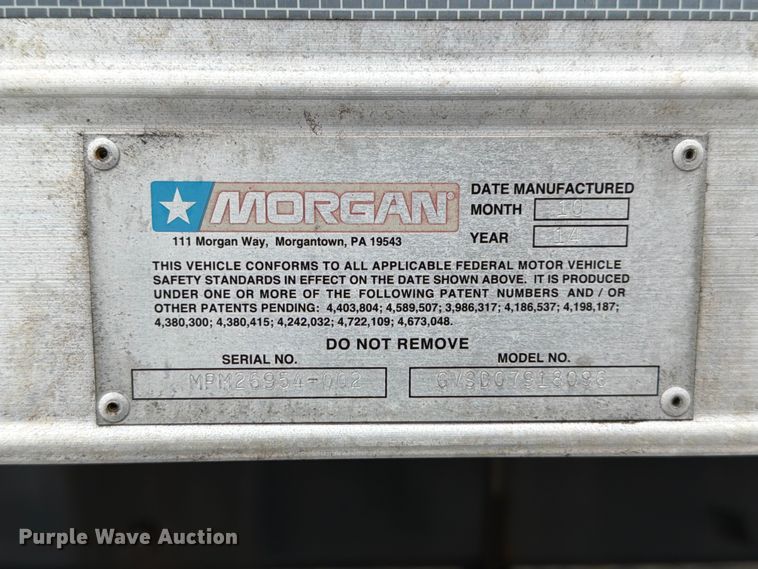 MORGAN®
111 Morgan Way, Morgantown, PA 19543
DATE MANUFACTURED
MONTH 10
YEAR 14
THIS VEHICLE CONFORMS TO ALL APPLICABLE FEDERAL MOTOR VEHICLE
SAFETY STANDARDS IN EFFECT ON THE DATE SHOWN ABOVE. IT IS PRODUCED
UNDER ONE OR MORE OF THE FOLLOWING PATENT NUMBERS AND / OR
OTHER PATENTS PENDING: 4,403,804; 4,589,507; 3,986,317; 4,186,537; 4,198,187;
4,380,300; 4,380,415; 4,242,032; 4,722,109; 4,673,048.
DO NOT REMOVE
SERIAL NO. MODEL NO.
Purple Wave Auction